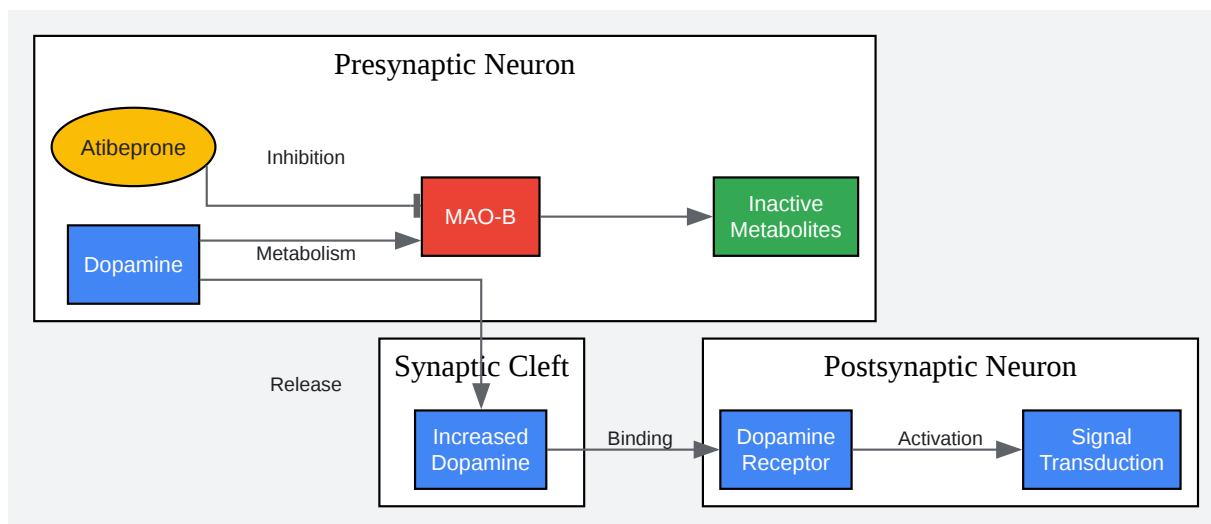 Presynaptic Neuron
Atibeprone
Inhibition
MAO-B
Inactive
Metabolites
Dopamine
Metabolism
Synaptic Cleft
Postsynaptic Neuron
Release
Increased
Dopamine
Binding
Dopamine
Receptor
Activation
Signal
Transduction